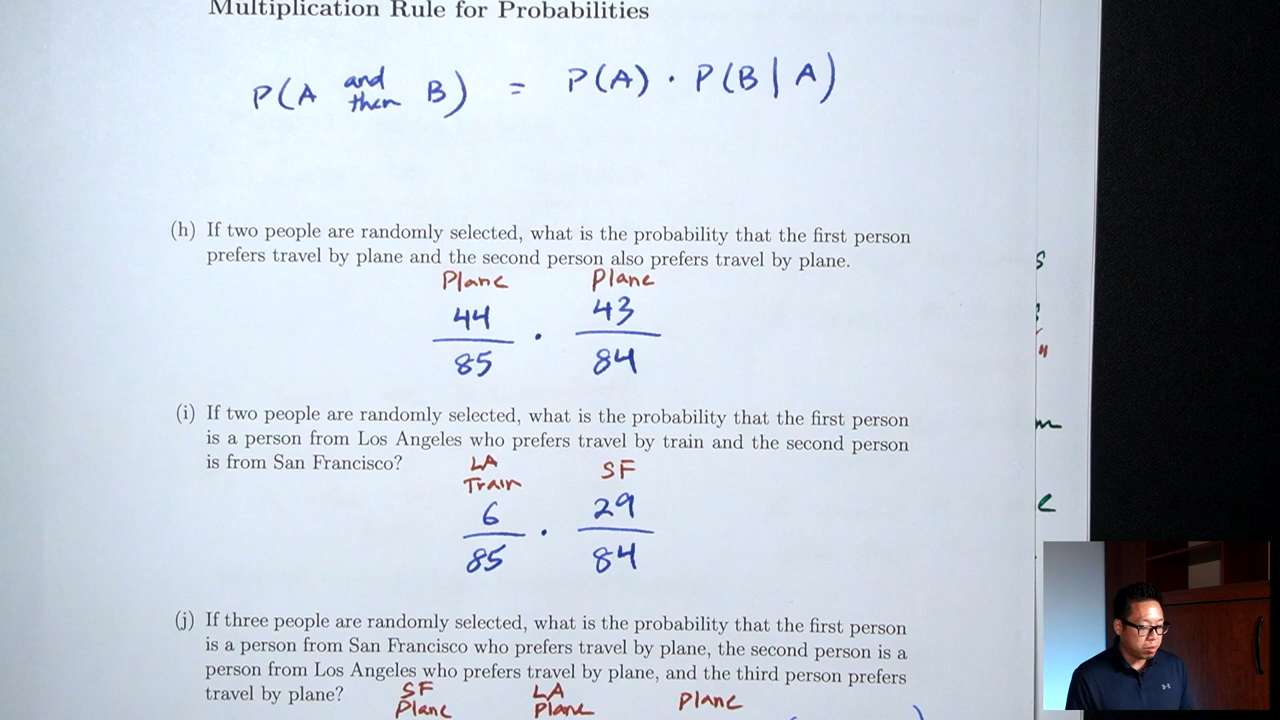 Multiplication Rule for Probabilities
P(A and then B) = P(A) · P(B | A)
(h) If two people are randomly selected, what is the probability that the first person
prefers travel by plane and the second person also prefers travel by plane.
Plane Plane
44/85 · 43/84
(i) If two people are randomly selected, what is the probability that the first person
is a person from Los Angeles who prefers travel by train and the second person
is from San Francisco?
LA Train SF
6/85 · 29/84
(j) If three people are randomly selected, what is the probability that the first person
is a person from San Francisco who prefers travel by plane, the second person is a
person from Los Angeles who prefers travel by plane, and the third person prefers
travel by plane?
SF Plane LA Plane Plane